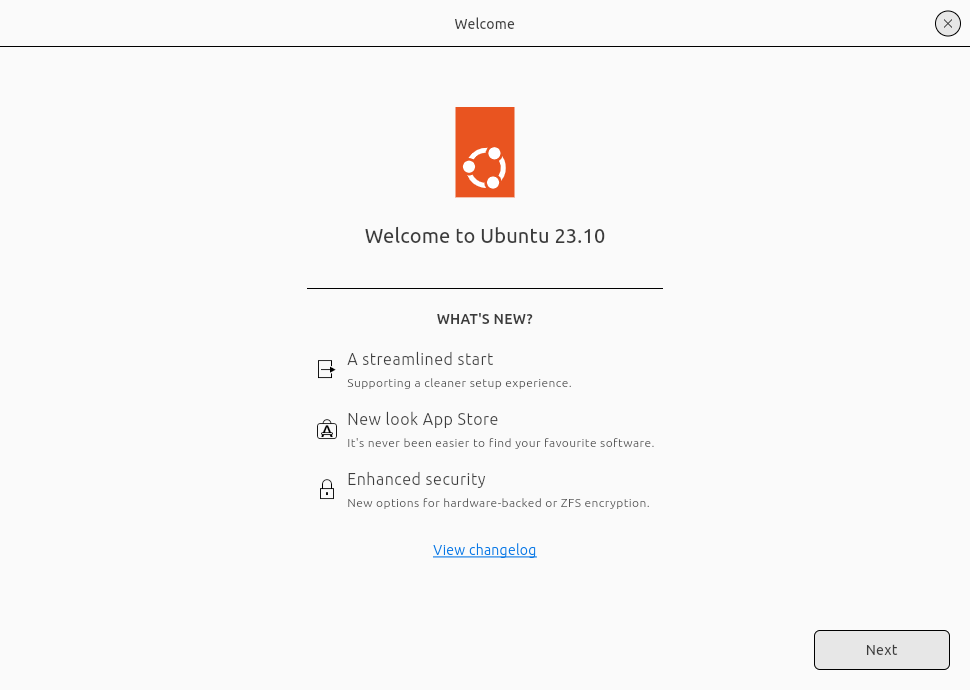 Welcome
Welcome to Ubuntu 23.10
WHAT'S NEW?
A streamlined start
Supporting a cleaner setup experience.
New look App Store
It's never been easier to find your favourite software.
Enhanced security
New options for hardware-backed or ZFS encryption.
View changelog
Next